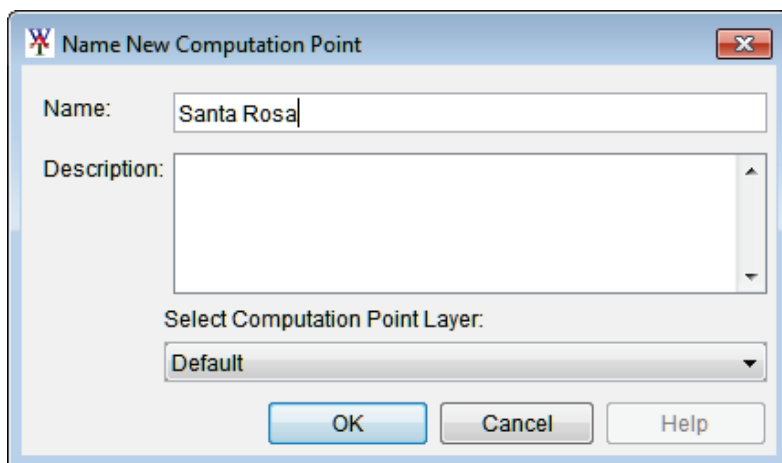 Name New Computation Point
Name: Santa Rosa
Description:
Select Computation Point Layer:
Default
OK Cancel Help